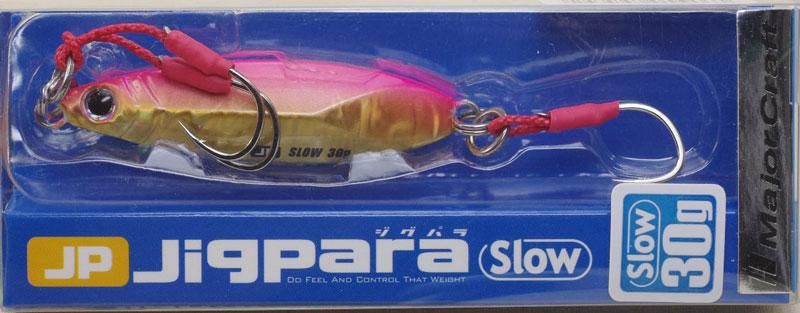 SLOW 30g
ジグパラ
JP Jigpara Slow
DO FEEL AND CONTROL THAT WEIGHT
Slow
30g
MajorCraft